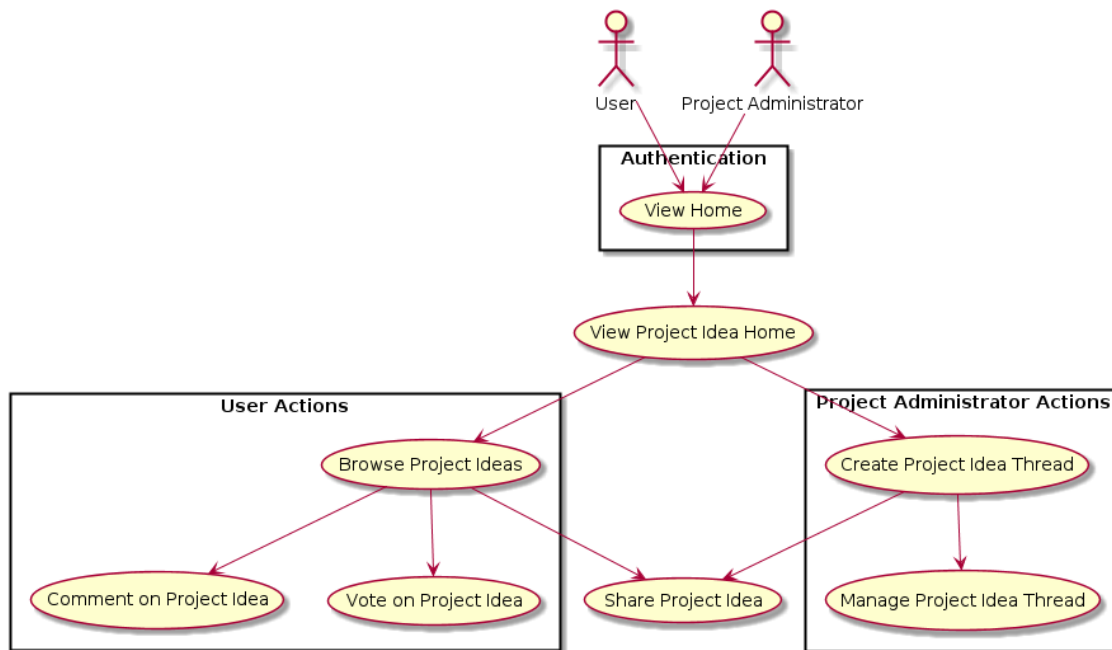 User
Project Administrator
Authentication
View Home
View Project Idea Home
User Actions
Project Administrator Actions
Browse Project Ideas
Create Project Idea Thread
Comment on Project Idea
Vote on Project Idea
Share Project Idea
Manage Project Idea Thread